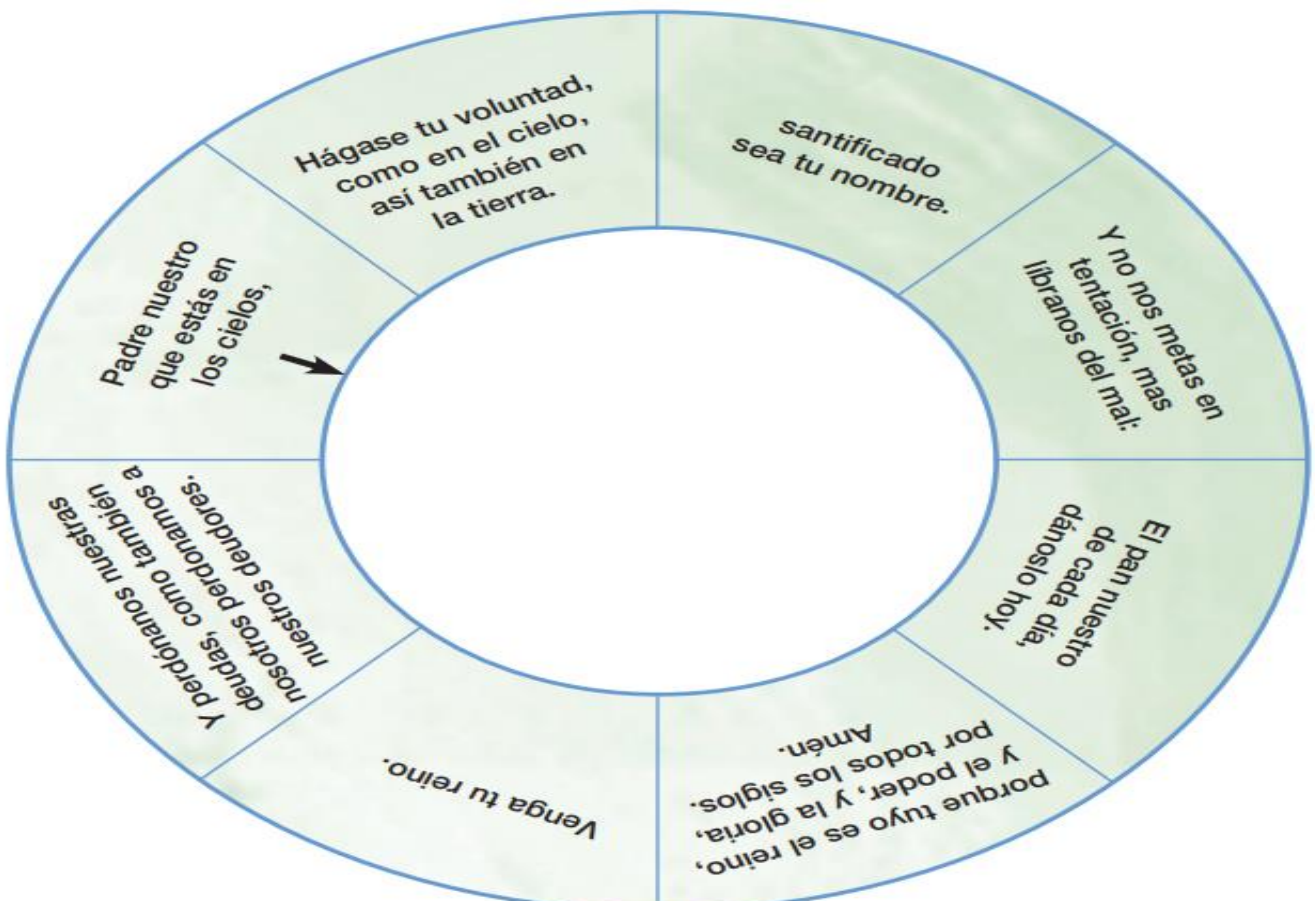 Padre nuestro
que estás en
los cielos,
Hágase tu voluntad,
como en el cielo,
así también en
la tierra.
santificado
sea tu nombre.
Y no nos metas en
tentación, mas
líbranos del mal:
El pan nuestro
de cada día,
dánoslo hoy.
porque tuyo es el reino,
y el poder, y la gloria,
por todos los siglos.
Amén.
Venga tu reino.
Y perdónanos nuestras
deudas, como también
nosotros perdonamos a
nuestros deudores.